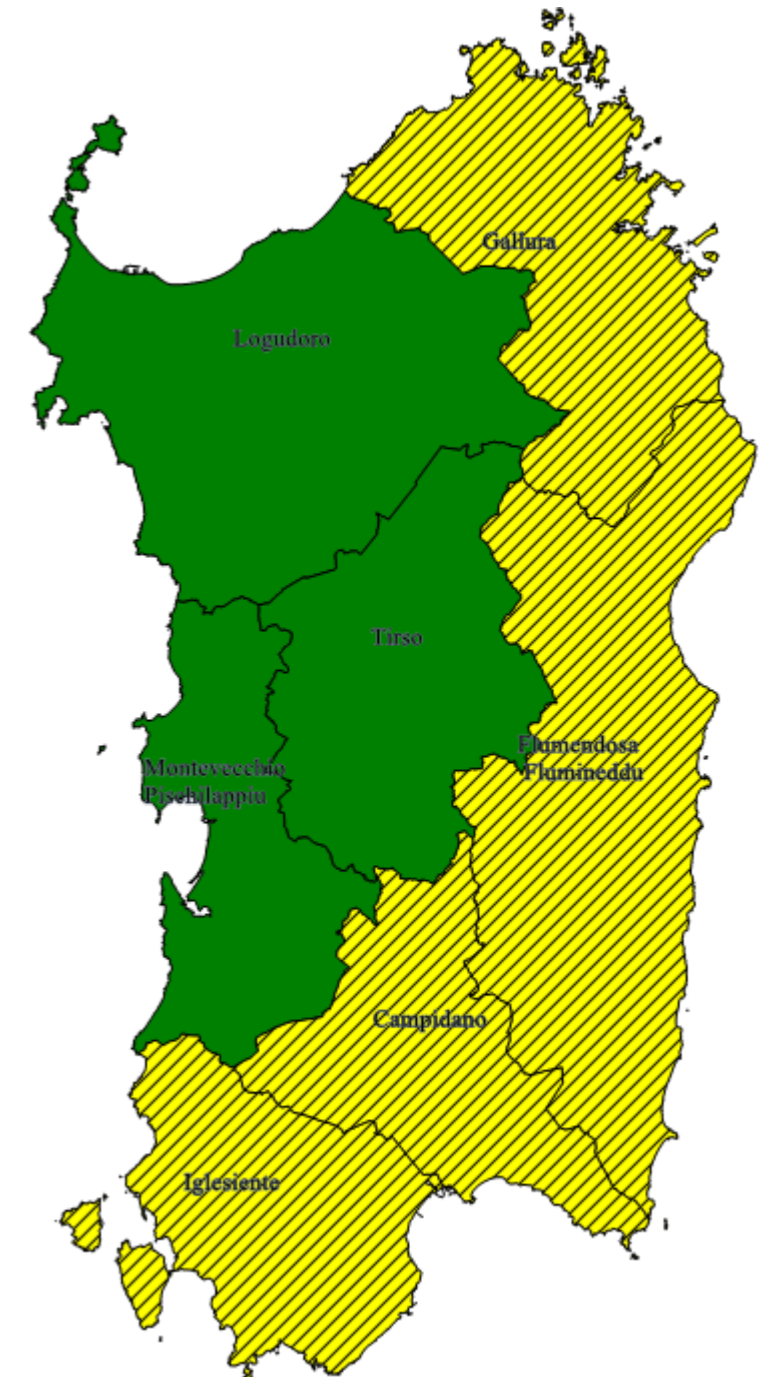 Gallura
Logudoro
Tirso
Flumendosa
Flumineddu
Montevecchio
Pischilappiu
Campidano
Iglesiente